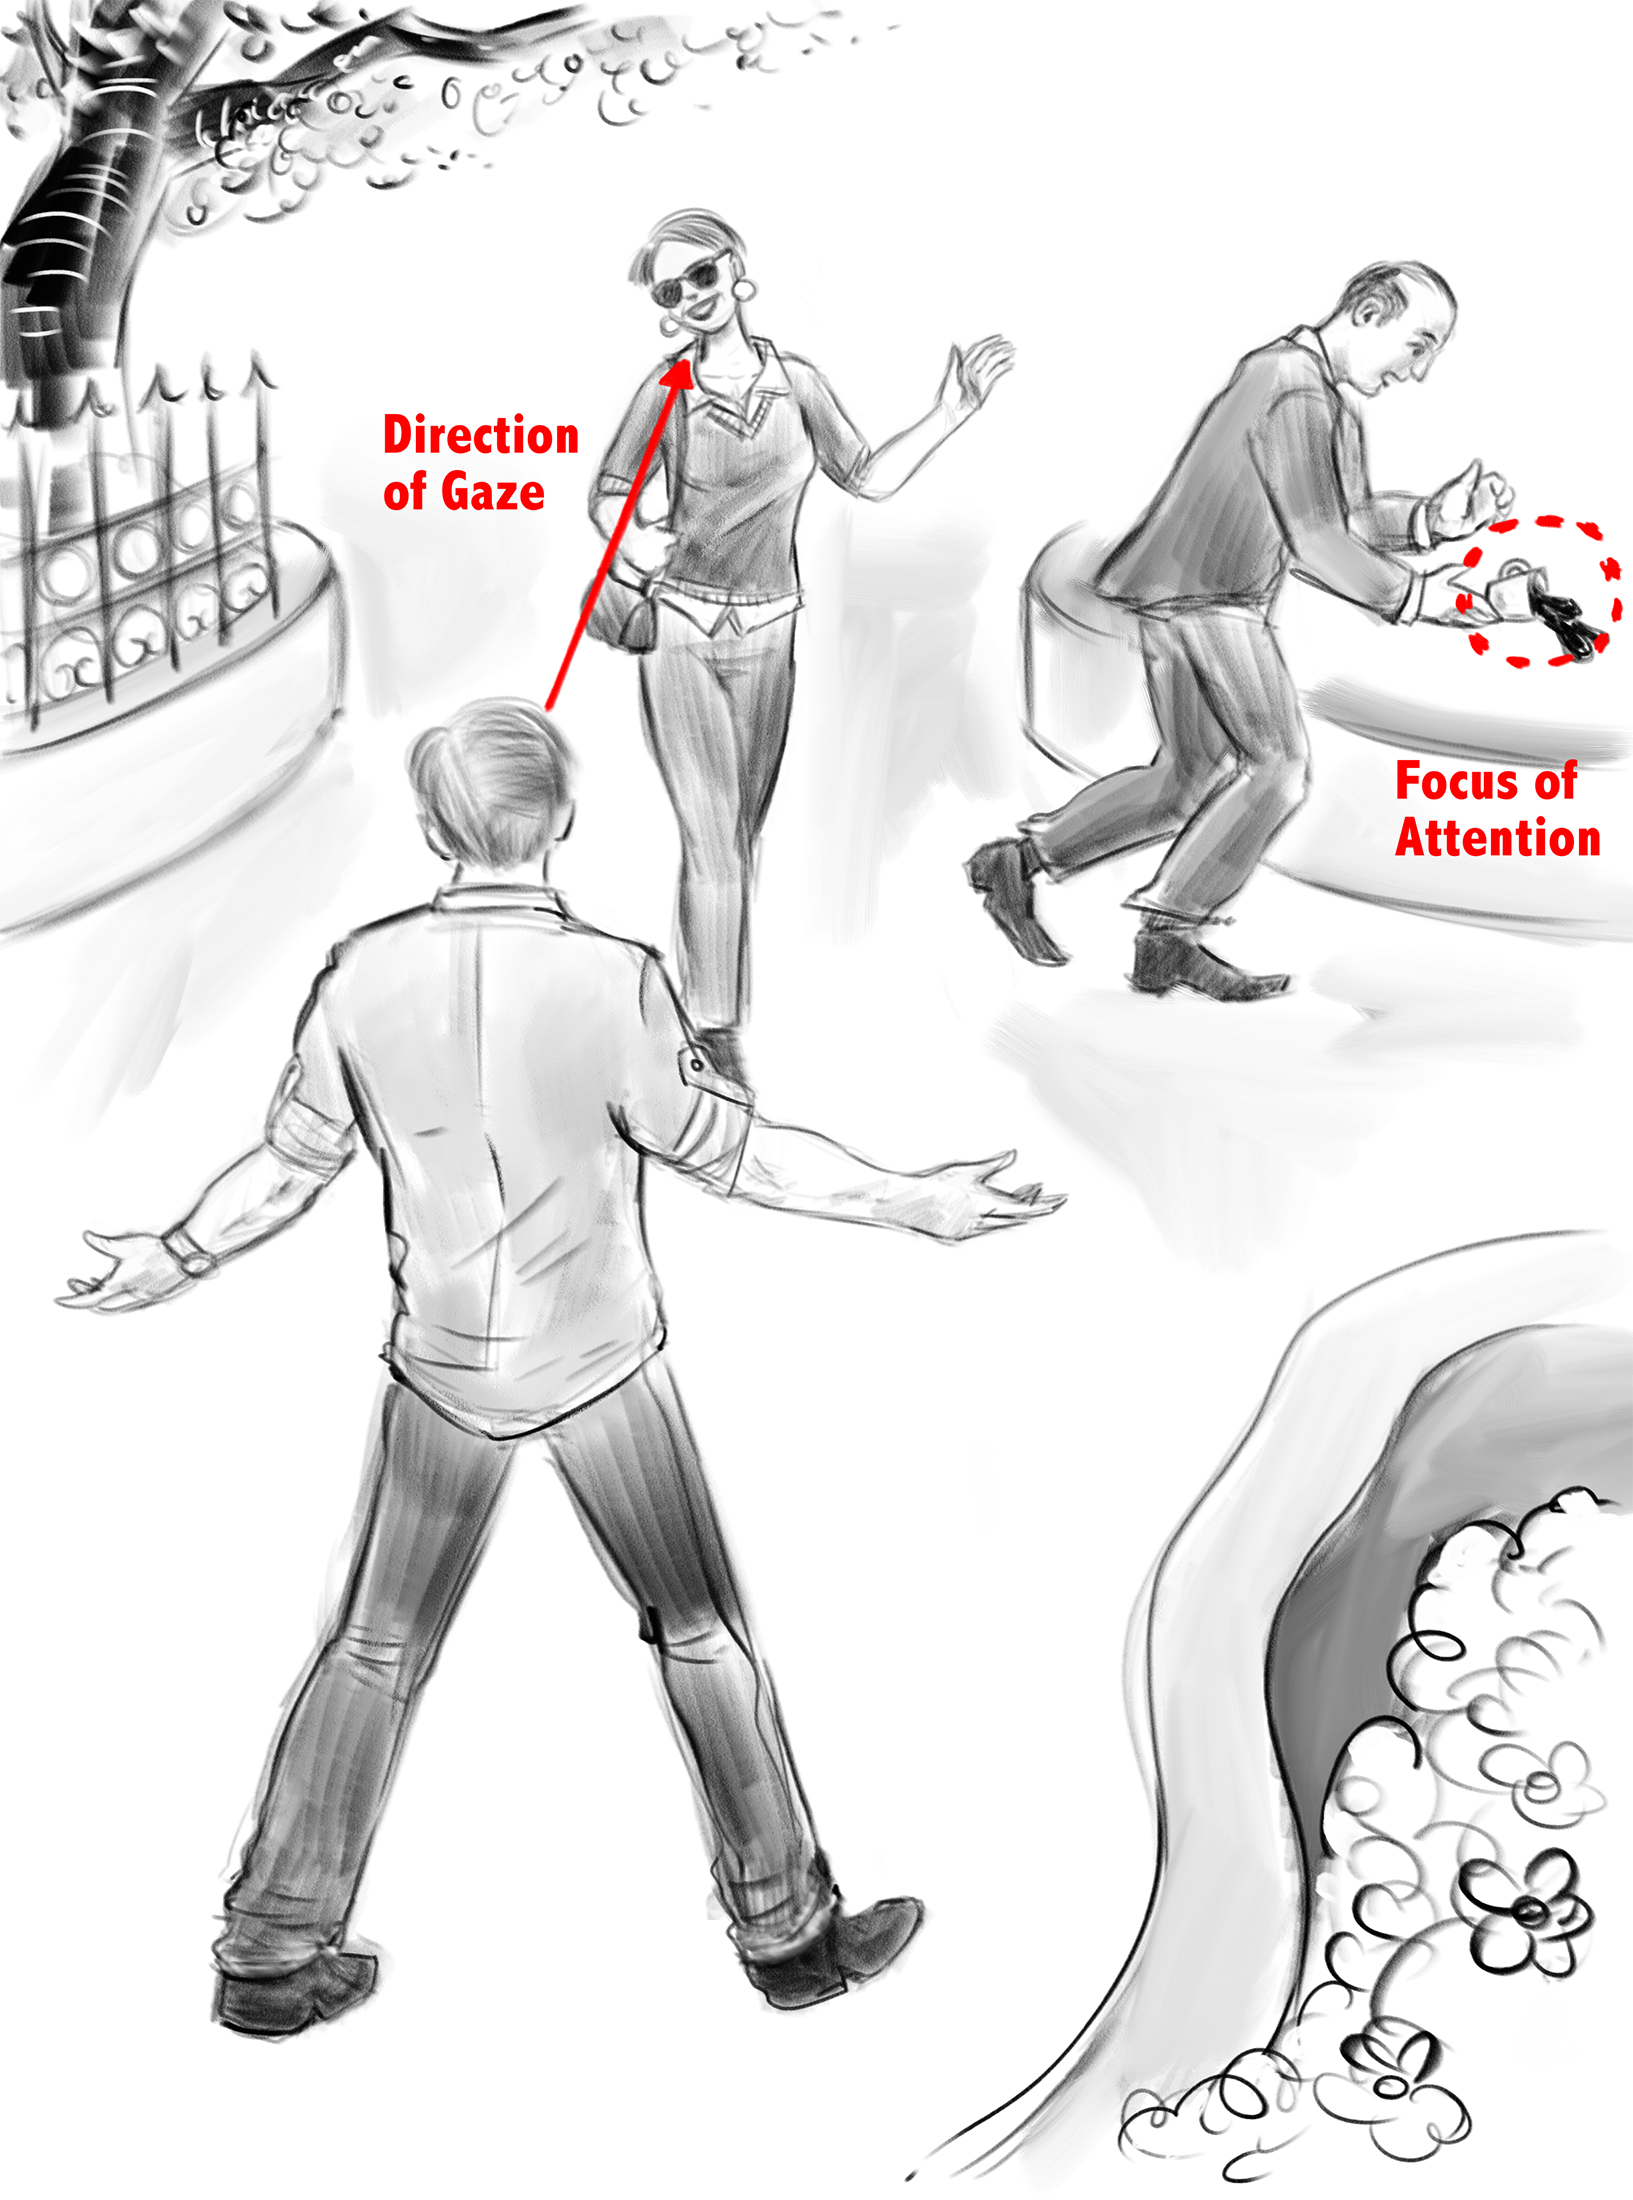 Direction
of Gaze
Focus of
Attention